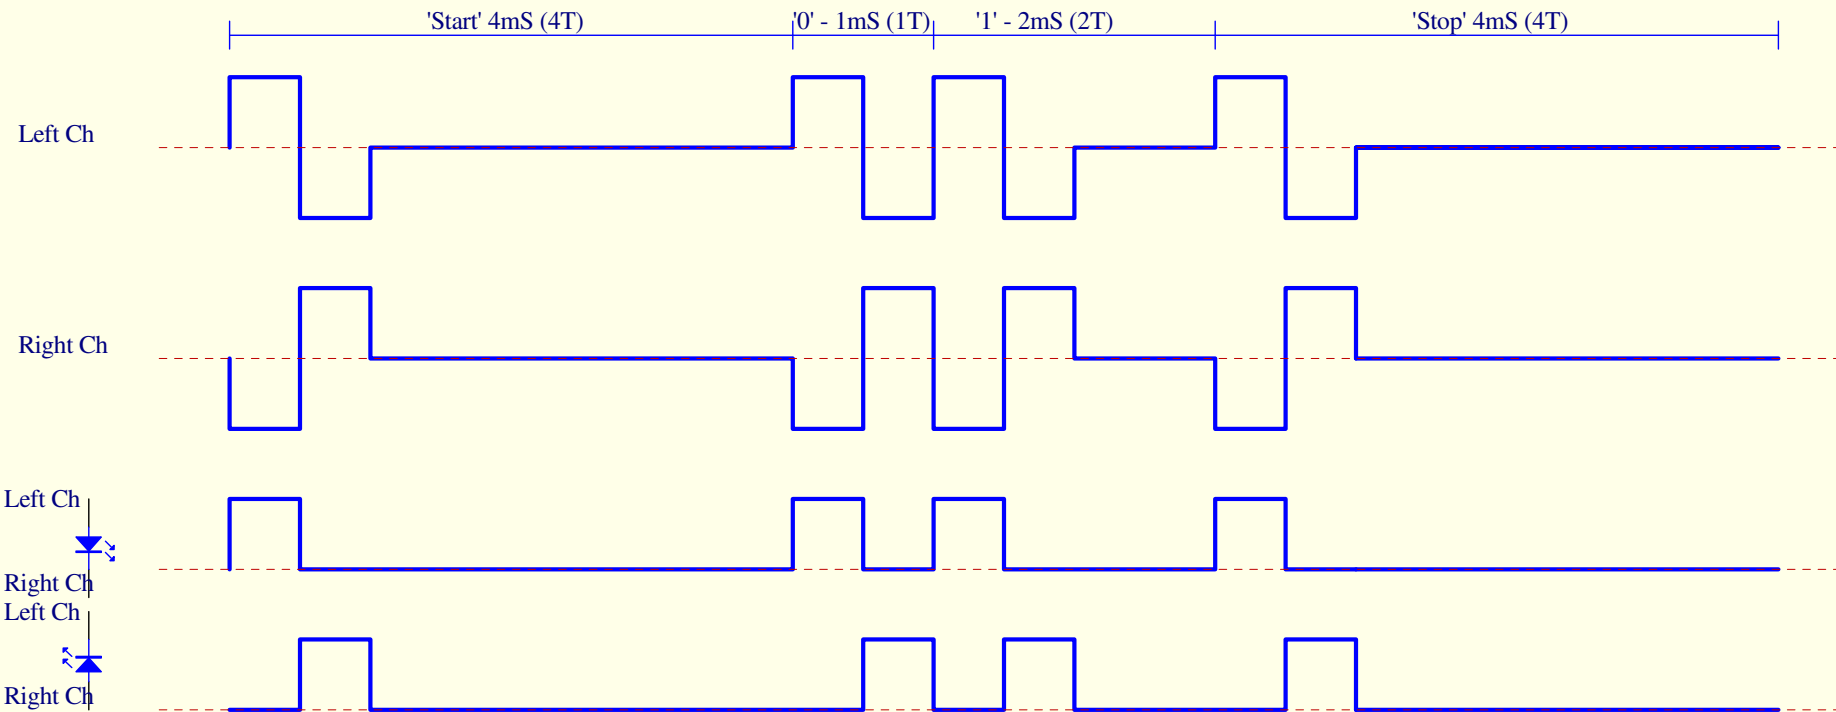 'Start' 4mS (4T) '0' - 1mS (1T) '1' - 2mS (2T) 'Stop' 4mS (4T)
Left Ch
Right Ch
Left Ch
Right Ch
Left Ch
Right Ch